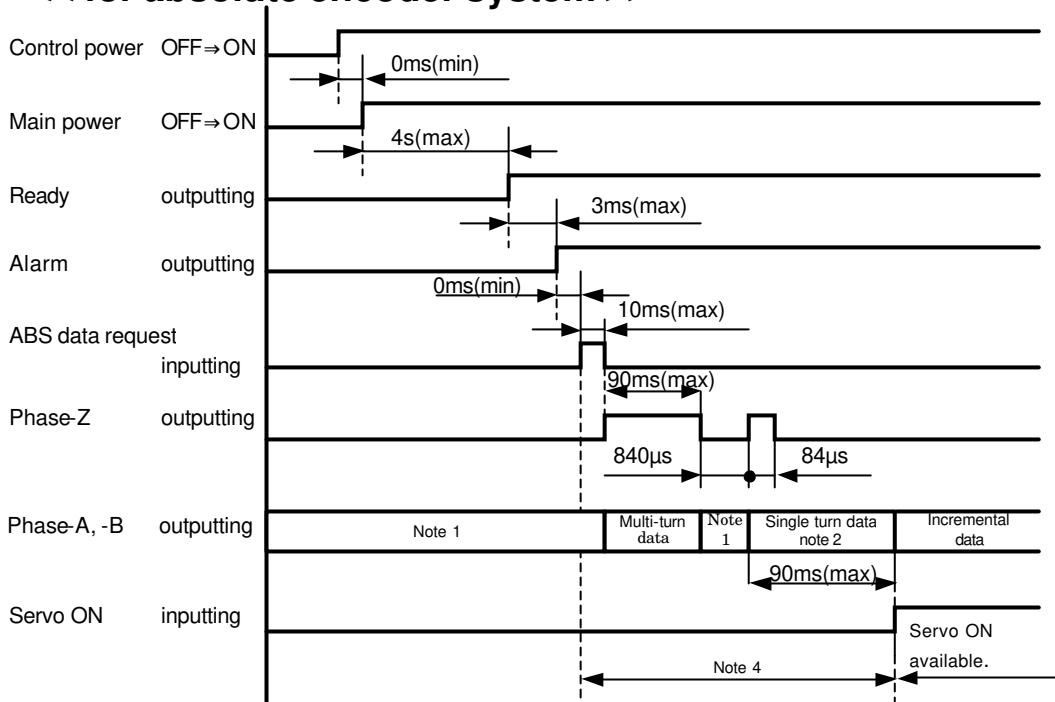 Control power OFF⇒ON
0ms(min)
Main power OFF⇒ON
4s(max)
Ready outputting
3ms(max)
Alarm outputting
0ms(min)
10ms(max)
ABS data request
inputting
90ms(max)
Phase-Z outputting
840µs 84µs
Phase-A, -B outputting
Note 1
Multi-turn
data
Note
1
Single turn data
note 2
Incremental
data
90ms(max)
Servo ON inputting
Servo ON
available.
Note 4